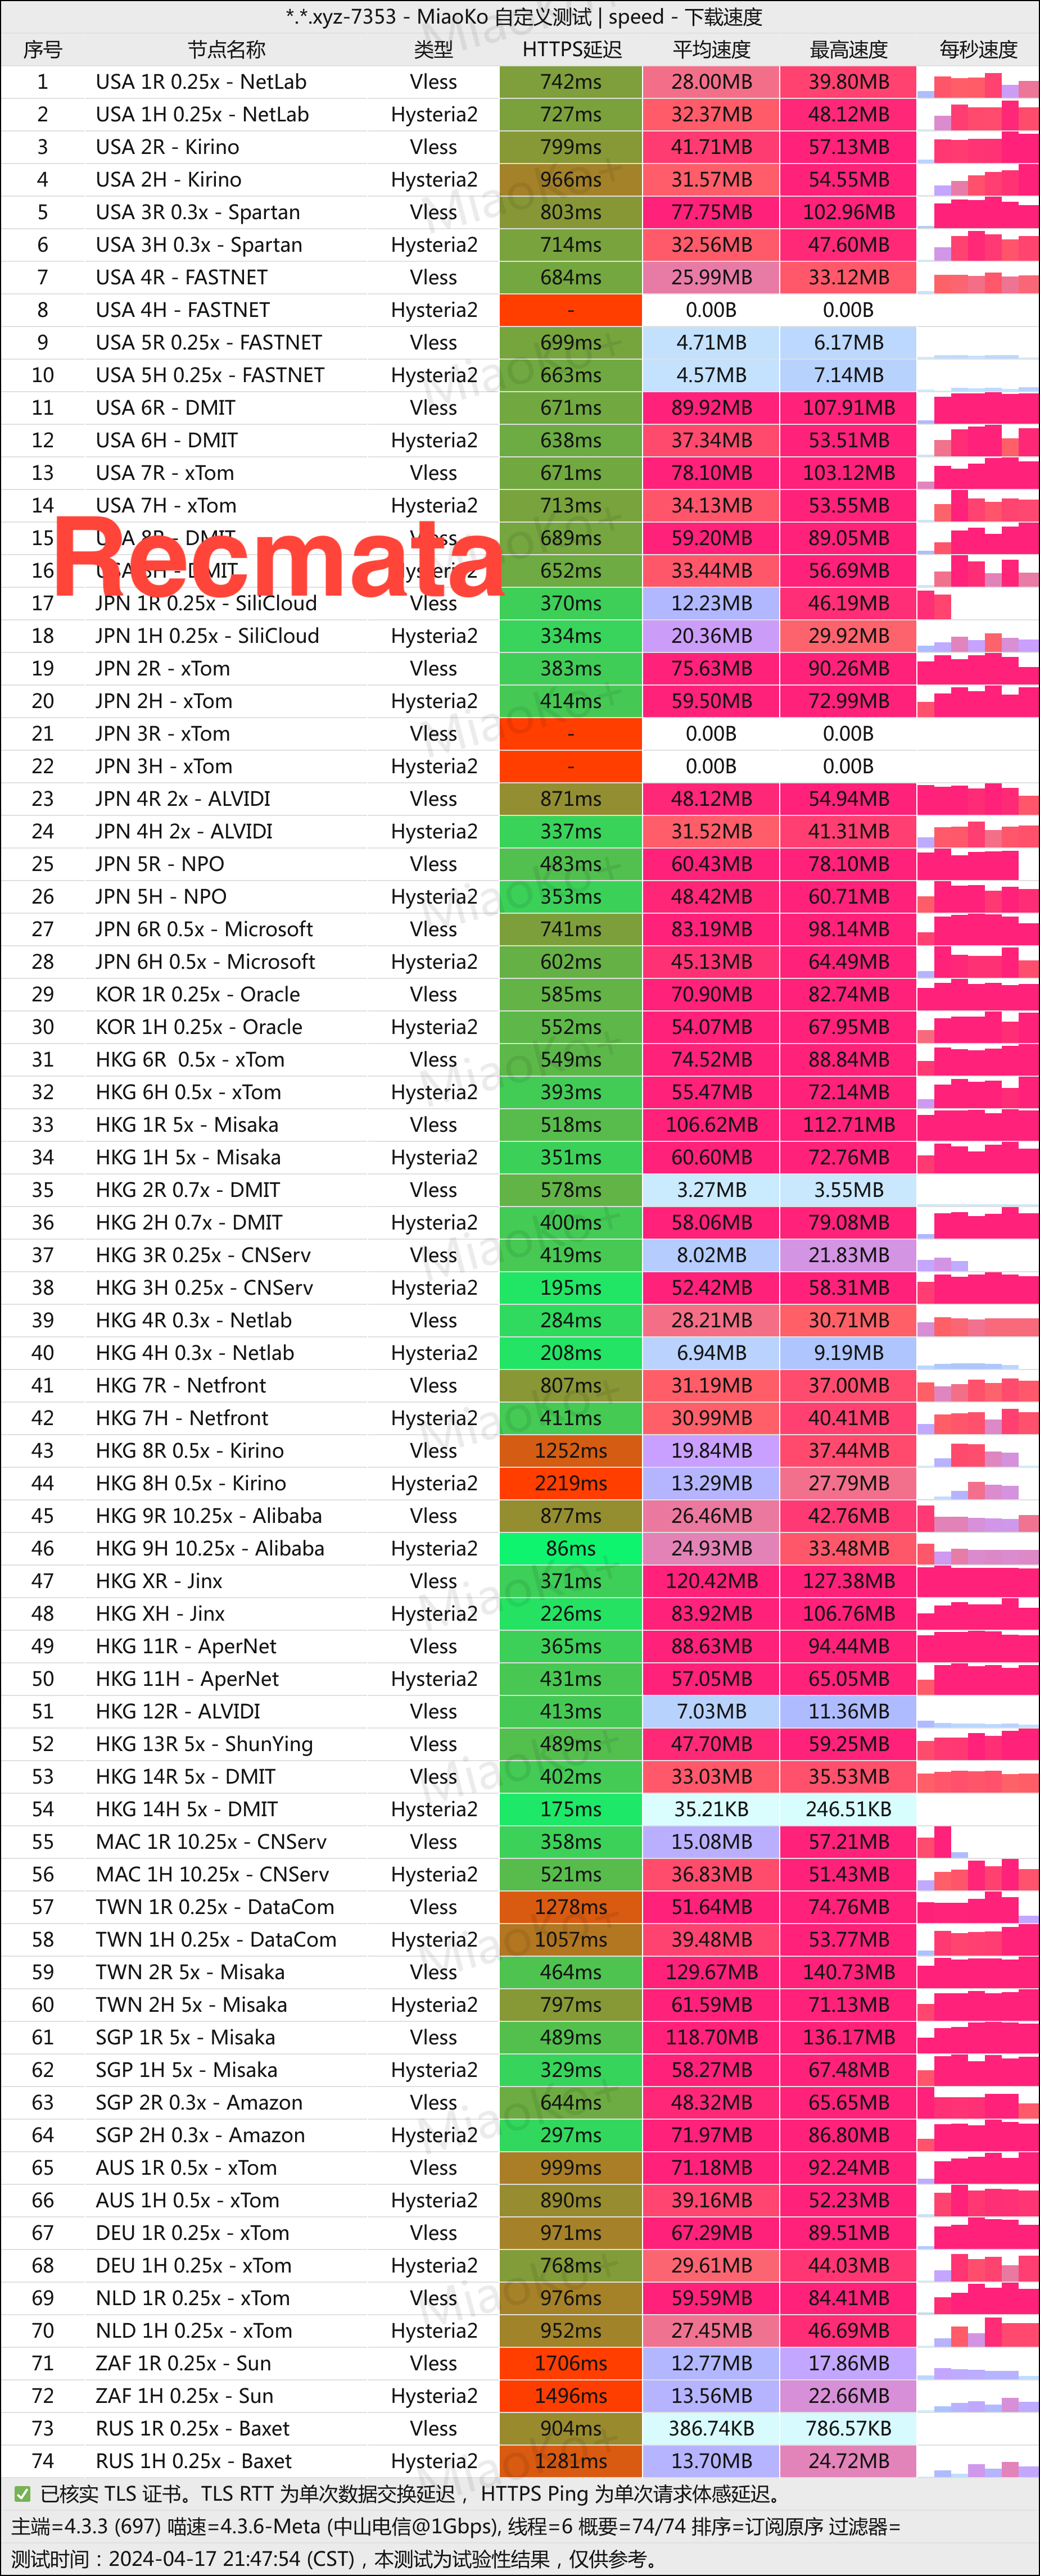 *.*.xyz-7353 - MiaoKo 自定义测试 | speed - 下载速度
序号 节点名称 类型 HTTPS延迟 平均速度 最高速度 每秒速度
1 USA 1R 0.25x - NetLab Vless 742ms 28.00MB 39.80MB
2 USA 1H 0.25x - NetLab Hysteria2 727ms 32.37MB 48.12MB
3 USA 2R - Kirino Vless 799ms 41.71MB 57.13MB
4 USA 2H - Kirino Hysteria2 966ms 31.57MB 54.55MB
5 USA 3R 0.3x - Spartan Vless 803ms 77.75MB 102.96MB
6 USA 3H 0.3x - Spartan Hysteria2 714ms 32.56MB 47.60MB
7 USA 4R - FASTNET Vless 684ms 25.99MB 33.12MB
8 USA 4H - FASTNET Hysteria2 - 0.00B 0.00B
9 USA 5R 0.25x - FASTNET Vless 699ms 4.71MB 6.17MB
10 USA 5H 0.25x - FASTNET Hysteria2 663ms 4.57MB 7.14MB
11 USA 6R - DMIT Vless 671ms 89.92MB 107.91MB
12 USA 6H - DMIT Hysteria2 638ms 37.34MB 53.51MB
13 USA 7R - xTom Vless 671ms 78.10MB 103.12MB
14 USA 7H - xTom Hysteria2 713ms 34.13MB 53.55MB
15 USA 8R - DMIT Vless 689ms 59.20MB 89.05MB
Recmata
16 USA 8H - DMIT Hysteria2 652ms 33.44MB 56.69MB
17 JPN 1R 0.25x - SiliCloud Vless 370ms 12.23MB 46.19MB
18 JPN 1H 0.25x - SiliCloud Hysteria2 334ms 20.36MB 29.92MB
19 JPN 2R - xTom Vless 383ms 75.63MB 90.26MB
20 JPN 2H - xTom Hysteria2 414ms 59.50MB 72.99MB
21 JPN 3R - xTom Vless - 0.00B 0.00B
22 JPN 3H - xTom Hysteria2 - 0.00B 0.00B
23 JPN 4R 2x - ALVIDI Vless 871ms 48.12MB 54.94MB
24 JPN 4H 2x - ALVIDI Hysteria2 337ms 31.52MB 41.31MB
25 JPN 5R - NPO Vless 483ms 60.43MB 78.10MB
26 JPN 5H - NPO Hysteria2 353ms 48.42MB 60.71MB
27 JPN 6R 0.5x - Microsoft Vless 741ms 83.19MB 98.14MB
28 JPN 6H 0.5x - Microsoft Hysteria2 602ms 45.13MB 64.49MB
29 KOR 1R 0.25x - Oracle Vless 585ms 70.90MB 82.74MB
30 KOR 1H 0.25x - Oracle Hysteria2 552ms 54.07MB 67.95MB
31 HKG 6R  0.5x - xTom Vless 549ms 74.52MB 88.84MB
32 HKG 6H 0.5x - xTom Hysteria2 393ms 55.47MB 72.14MB
33 HKG 1R 5x - Misaka Vless 518ms 106.62MB 112.71MB
34 HKG 1H 5x - Misaka Hysteria2 351ms 60.60MB 72.76MB
35 HKG 2R 0.7x - DMIT Vless 578ms 3.27MB 3.55MB
36 HKG 2H 0.7x - DMIT Hysteria2 400ms 58.06MB 79.08MB
37 HKG 3R 0.25x - CNServ Vless 419ms 8.02MB 21.83MB
38 HKG 3H 0.25x - CNServ Hysteria2 195ms 52.42MB 58.31MB
39 HKG 4R 0.3x - Netlab Vless 284ms 28.21MB 30.71MB
40 HKG 4H 0.3x - Netlab Hysteria2 208ms 6.94MB 9.19MB
41 HKG 7R - Netfront Vless 807ms 31.19MB 37.00MB
42 HKG 7H - Netfront Hysteria2 411ms 30.99MB 40.41MB
43 HKG 8R 0.5x - Kirino Vless 1252ms 19.84MB 37.44MB
44 HKG 8H 0.5x - Kirino Hysteria2 2219ms 13.29MB 27.79MB
45 HKG 9R 10.25x - Alibaba Vless 877ms 26.46MB 42.76MB
46 HKG 9H 10.25x - Alibaba Hysteria2 86ms 24.93MB 33.48MB
47 HKG XR - Jinx Vless 371ms 120.42MB 127.38MB
48 HKG XH - Jinx Hysteria2 226ms 83.92MB 106.76MB
49 HKG 11R - AperNet Vless 365ms 88.63MB 94.44MB
50 HKG 11H - AperNet Hysteria2 431ms 57.05MB 65.05MB
51 HKG 12R - ALVIDI Vless 413ms 7.03MB 11.36MB
52 HKG 13R 5x - ShunYing Vless 489ms 47.70MB 59.25MB
53 HKG 14R 5x - DMIT Vless 402ms 33.03MB 35.53MB
54 HKG 14H 5x - DMIT Hysteria2 175ms 35.21KB 246.51KB
55 MAC 1R 10.25x - CNServ Vless 358ms 15.08MB 57.21MB
56 MAC 1H 10.25x - CNServ Hysteria2 521ms 36.83MB 51.43MB
57 TWN 1R 0.25x - DataCom Vless 1278ms 51.64MB 74.76MB
58 TWN 1H 0.25x - DataCom Hysteria2 1057ms 39.48MB 53.77MB
59 TWN 2R 5x - Misaka Vless 464ms 129.67MB 140.73MB
60 TWN 2H 5x - Misaka Hysteria2 797ms 61.59MB 71.13MB
61 SGP 1R 5x - Misaka Vless 489ms 118.70MB 136.17MB
62 SGP 1H 5x - Misaka Hysteria2 329ms 58.27MB 67.48MB
63 SGP 2R 0.3x - Amazon Vless 644ms 48.32MB 65.65MB
64 SGP 2H 0.3x - Amazon Hysteria2 297ms 71.97MB 86.80MB
65 AUS 1R 0.5x - xTom Vless 999ms 71.18MB 92.24MB
66 AUS 1H 0.5x - xTom Hysteria2 890ms 39.16MB 52.23MB
67 DEU 1R 0.25x - xTom Vless 971ms 67.29MB 89.51MB
68 DEU 1H 0.25x - xTom Hysteria2 768ms 29.61MB 44.03MB
69 NLD 1R 0.25x - xTom Vless 976ms 59.59MB 84.41MB
70 NLD 1H 0.25x - xTom Hysteria2 952ms 27.45MB 46.69MB
71 ZAF 1R 0.25x - Sun Vless 1706ms 12.77MB 17.86MB
72 ZAF 1H 0.25x - Sun Hysteria2 1496ms 13.56MB 22.66MB
73 RUS 1R 0.25x - Baxet Vless 904ms 386.74KB 786.57KB
74 RUS 1H 0.25x - Baxet Hysteria2 1281ms 13.70MB 24.72MB
✅ 已核实 TLS 证书。TLS RTT 为单次数据交换延迟，HTTPS Ping 为单次请求体感延迟。
主端=4.3.3 (697) 喵速=4.3.6-Meta (中山电信@1Gbps), 线程=6 概要=74/74 排序=订阅原序 过滤器=
测试时间：2024-04-17 21:47:54 (CST)，本测试为试验性结果，仅供参考。